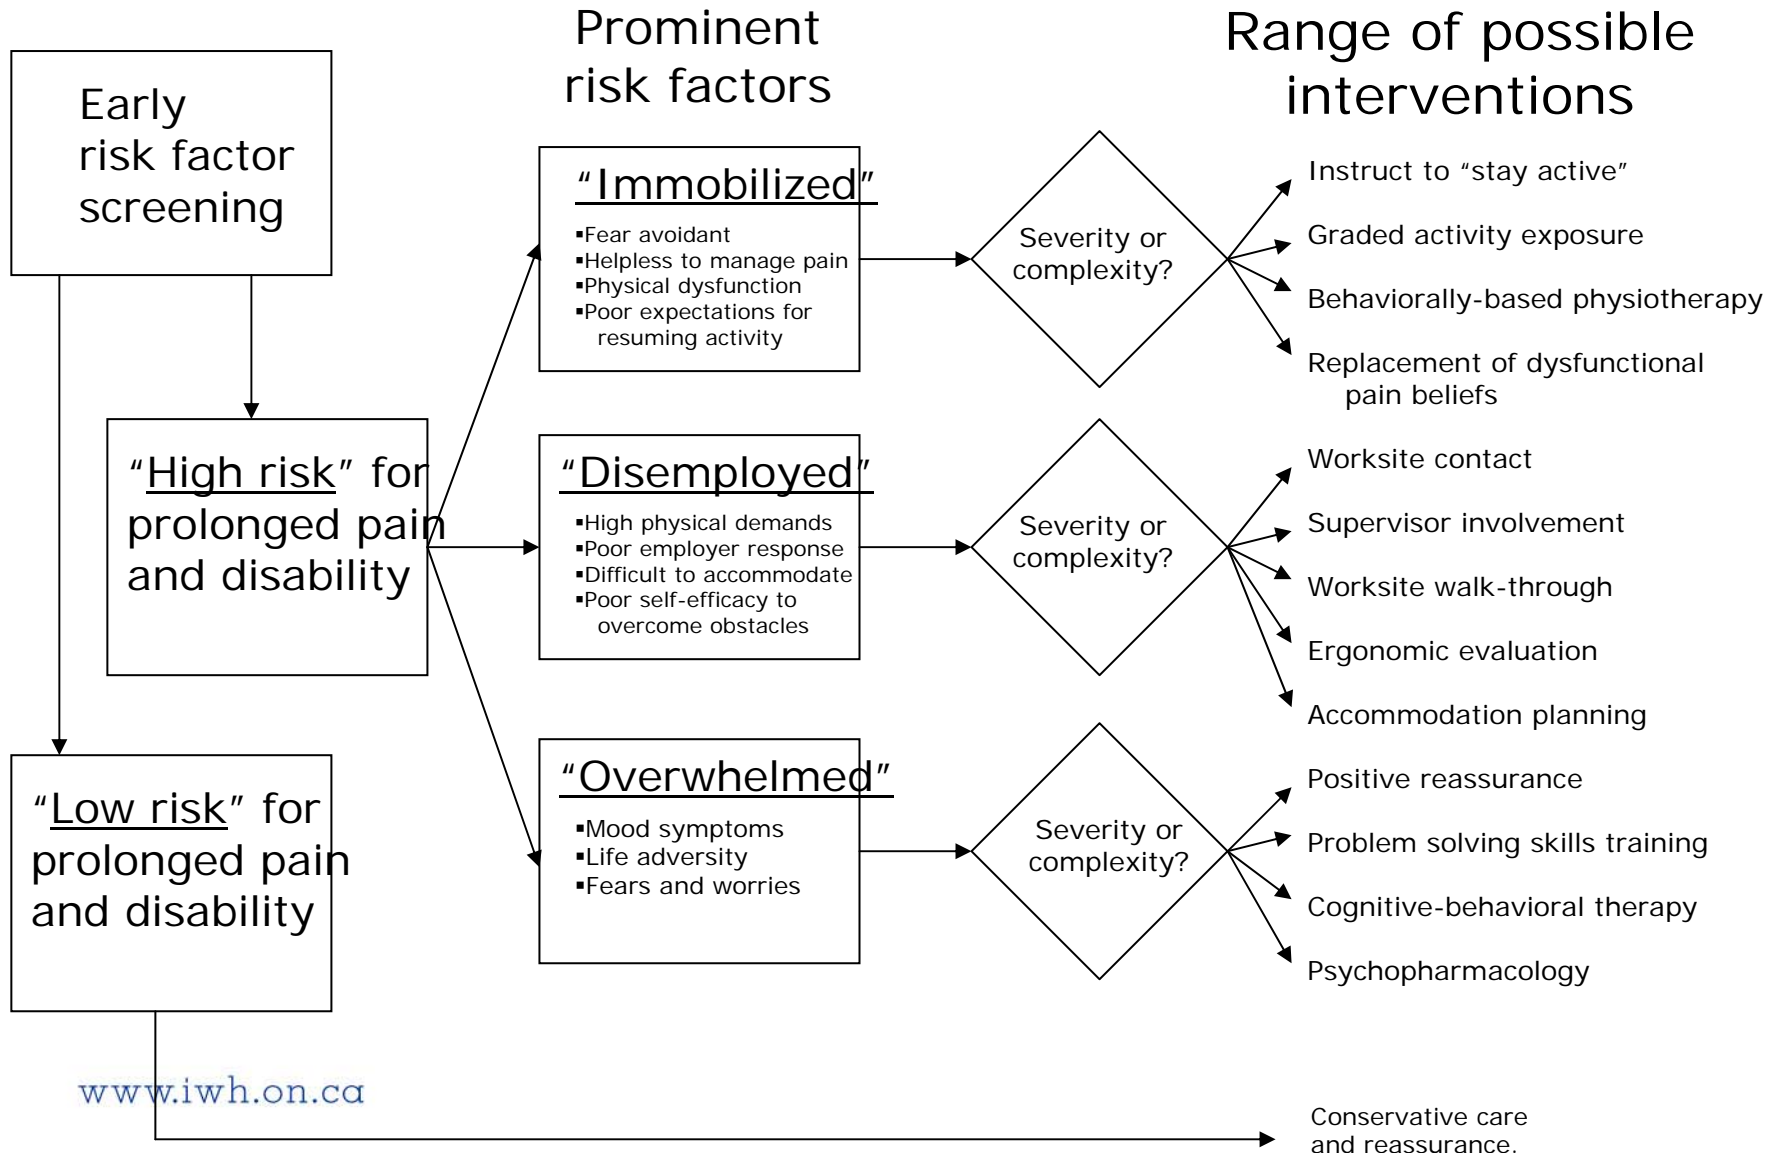 Prominent
risk factors
Range of possible
interventions
Early
risk factor
screening
“High risk” for
prolonged pain
and disability
“Low risk” for
prolonged pain
and disability
“Immobilized”
▪Fear avoidant
▪Helpless to manage pain
▪Physical dysfunction
▪Poor expectations for
resuming activity
Severity or
complexity?
Instruct to “stay active”
Graded activity exposure
Behaviorally-based physiotherapy
Replacement of dysfunctional
pain beliefs
“Disemployed”
▪High physical demands
▪Poor employer response
▪Difficult to accommodate
▪Poor self-efficacy to
overcome obstacles
Severity or
complexity?
Worksite contact
Supervisor involvement
Worksite walk-through
Ergonomic evaluation
Accommodation planning
“Overwhelmed”
▪Mood symptoms
▪Life adversity
▪Fears and worries
Severity or
complexity?
Positive reassurance
Problem solving skills training
Cognitive-behavioral therapy
Psychopharmacology
www.iwh.on.ca
Conservative care
and reassurance.